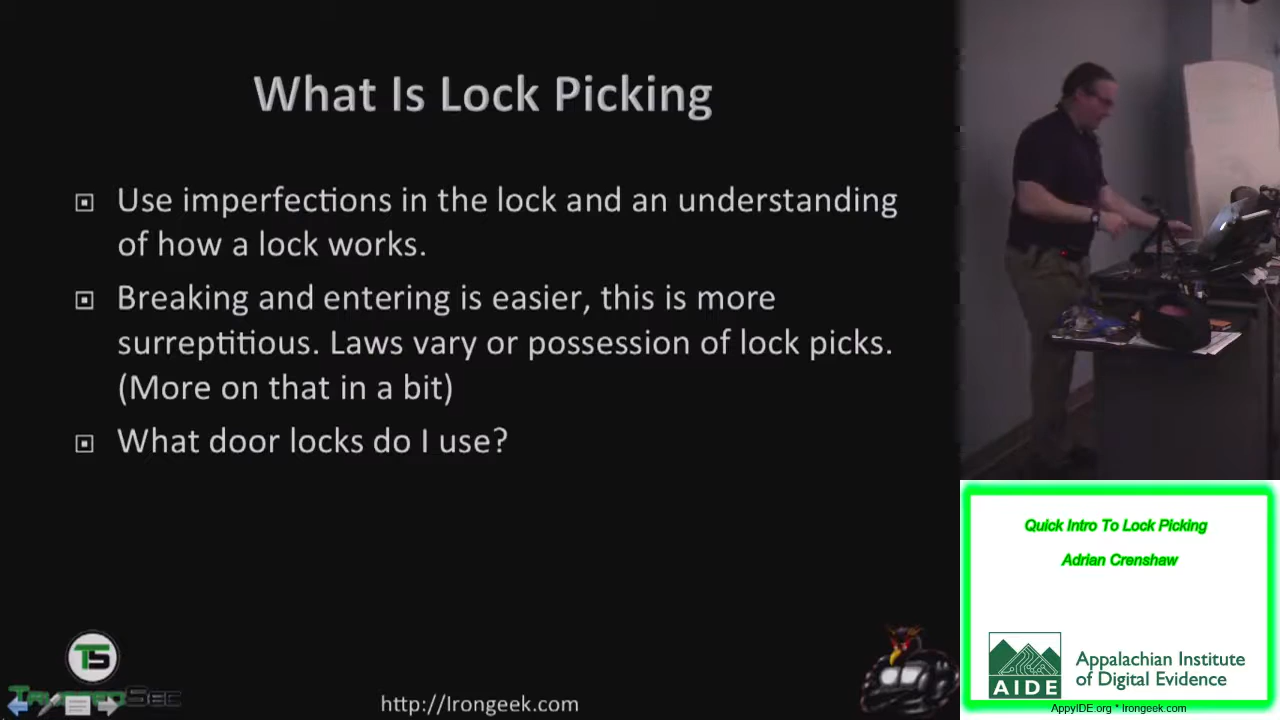 What Is Lock Picking
Use imperfections in the lock and an understanding
of how a lock works.
Breaking and entering is easier, this is more
surreptitious. Laws vary or possession of lock picks.
(More on that in a bit)
What door locks do I use?
TS
TrustedSec
http://Irongeek.com
Quick Intro To Lock Picking
Adrian Crenshaw
AIDE
Appalachian Institute
of Digital Evidence
AppyIDE.org * Irongeek.com